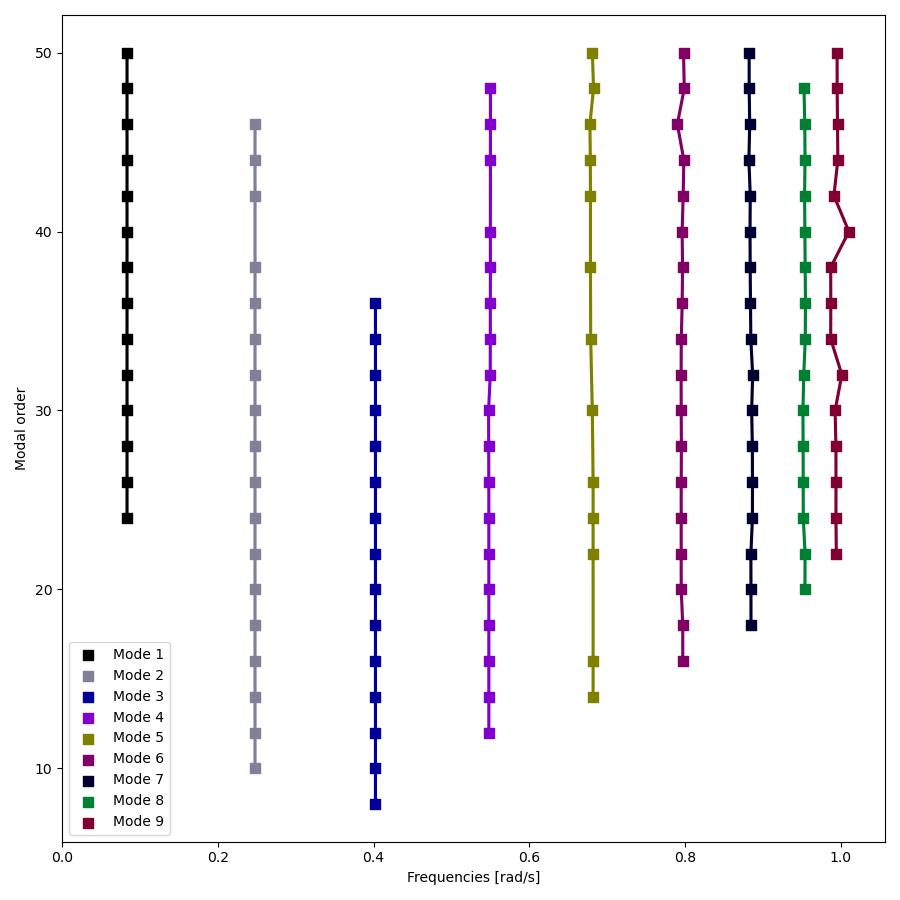 50
40
30
20
10
Modal order
Mode 1
Mode 2
Mode 3
Mode 4
Mode 5
Mode 6
Mode 7
Mode 8
Mode 9
0.0 0.2 0.4 0.6 0.8 1.0
Frequencies [rad/s]